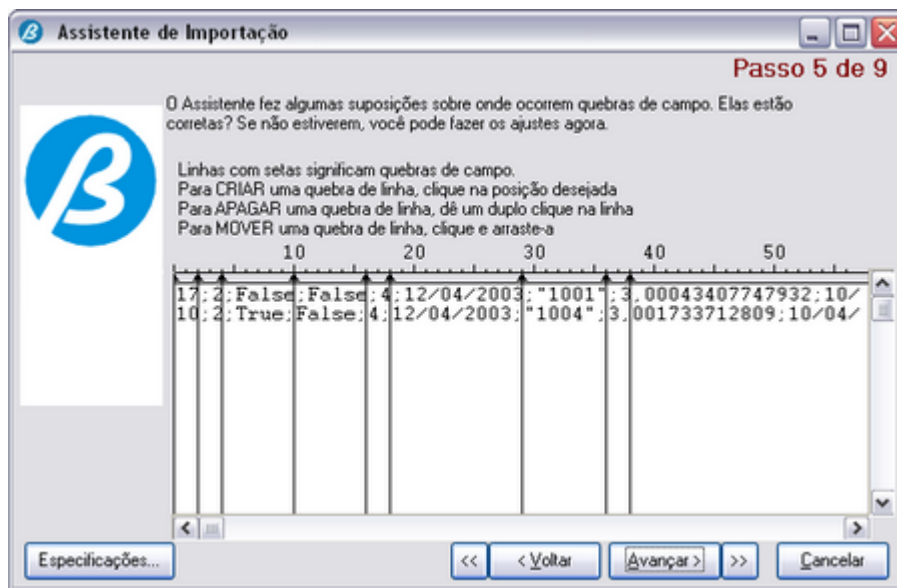 Assistente de Importação
Passo 5 de 9
O Assistente fez algumas suposições sobre onde ocorrem quebras de campo. Elas estão
corretas? Se não estiverem, você pode fazer os ajustes agora.
Linhas com setas significam quebras de campo.
Para CRIAR uma quebra de linha, clique na posição desejada
Para APAGAR uma quebra de linha, dê um duplo clique na linha
Para MOVER uma quebra de linha, clique e arraste-a
10 20 30 40 50
17;2;False;False;4;12/04/2003;"1001";3,00043407747932;10/
10;2;True;False;4;12/04/2003;"1004";3,001733712809;10/04/
Especificações... << < Voltar Avançar > >> Cancelar